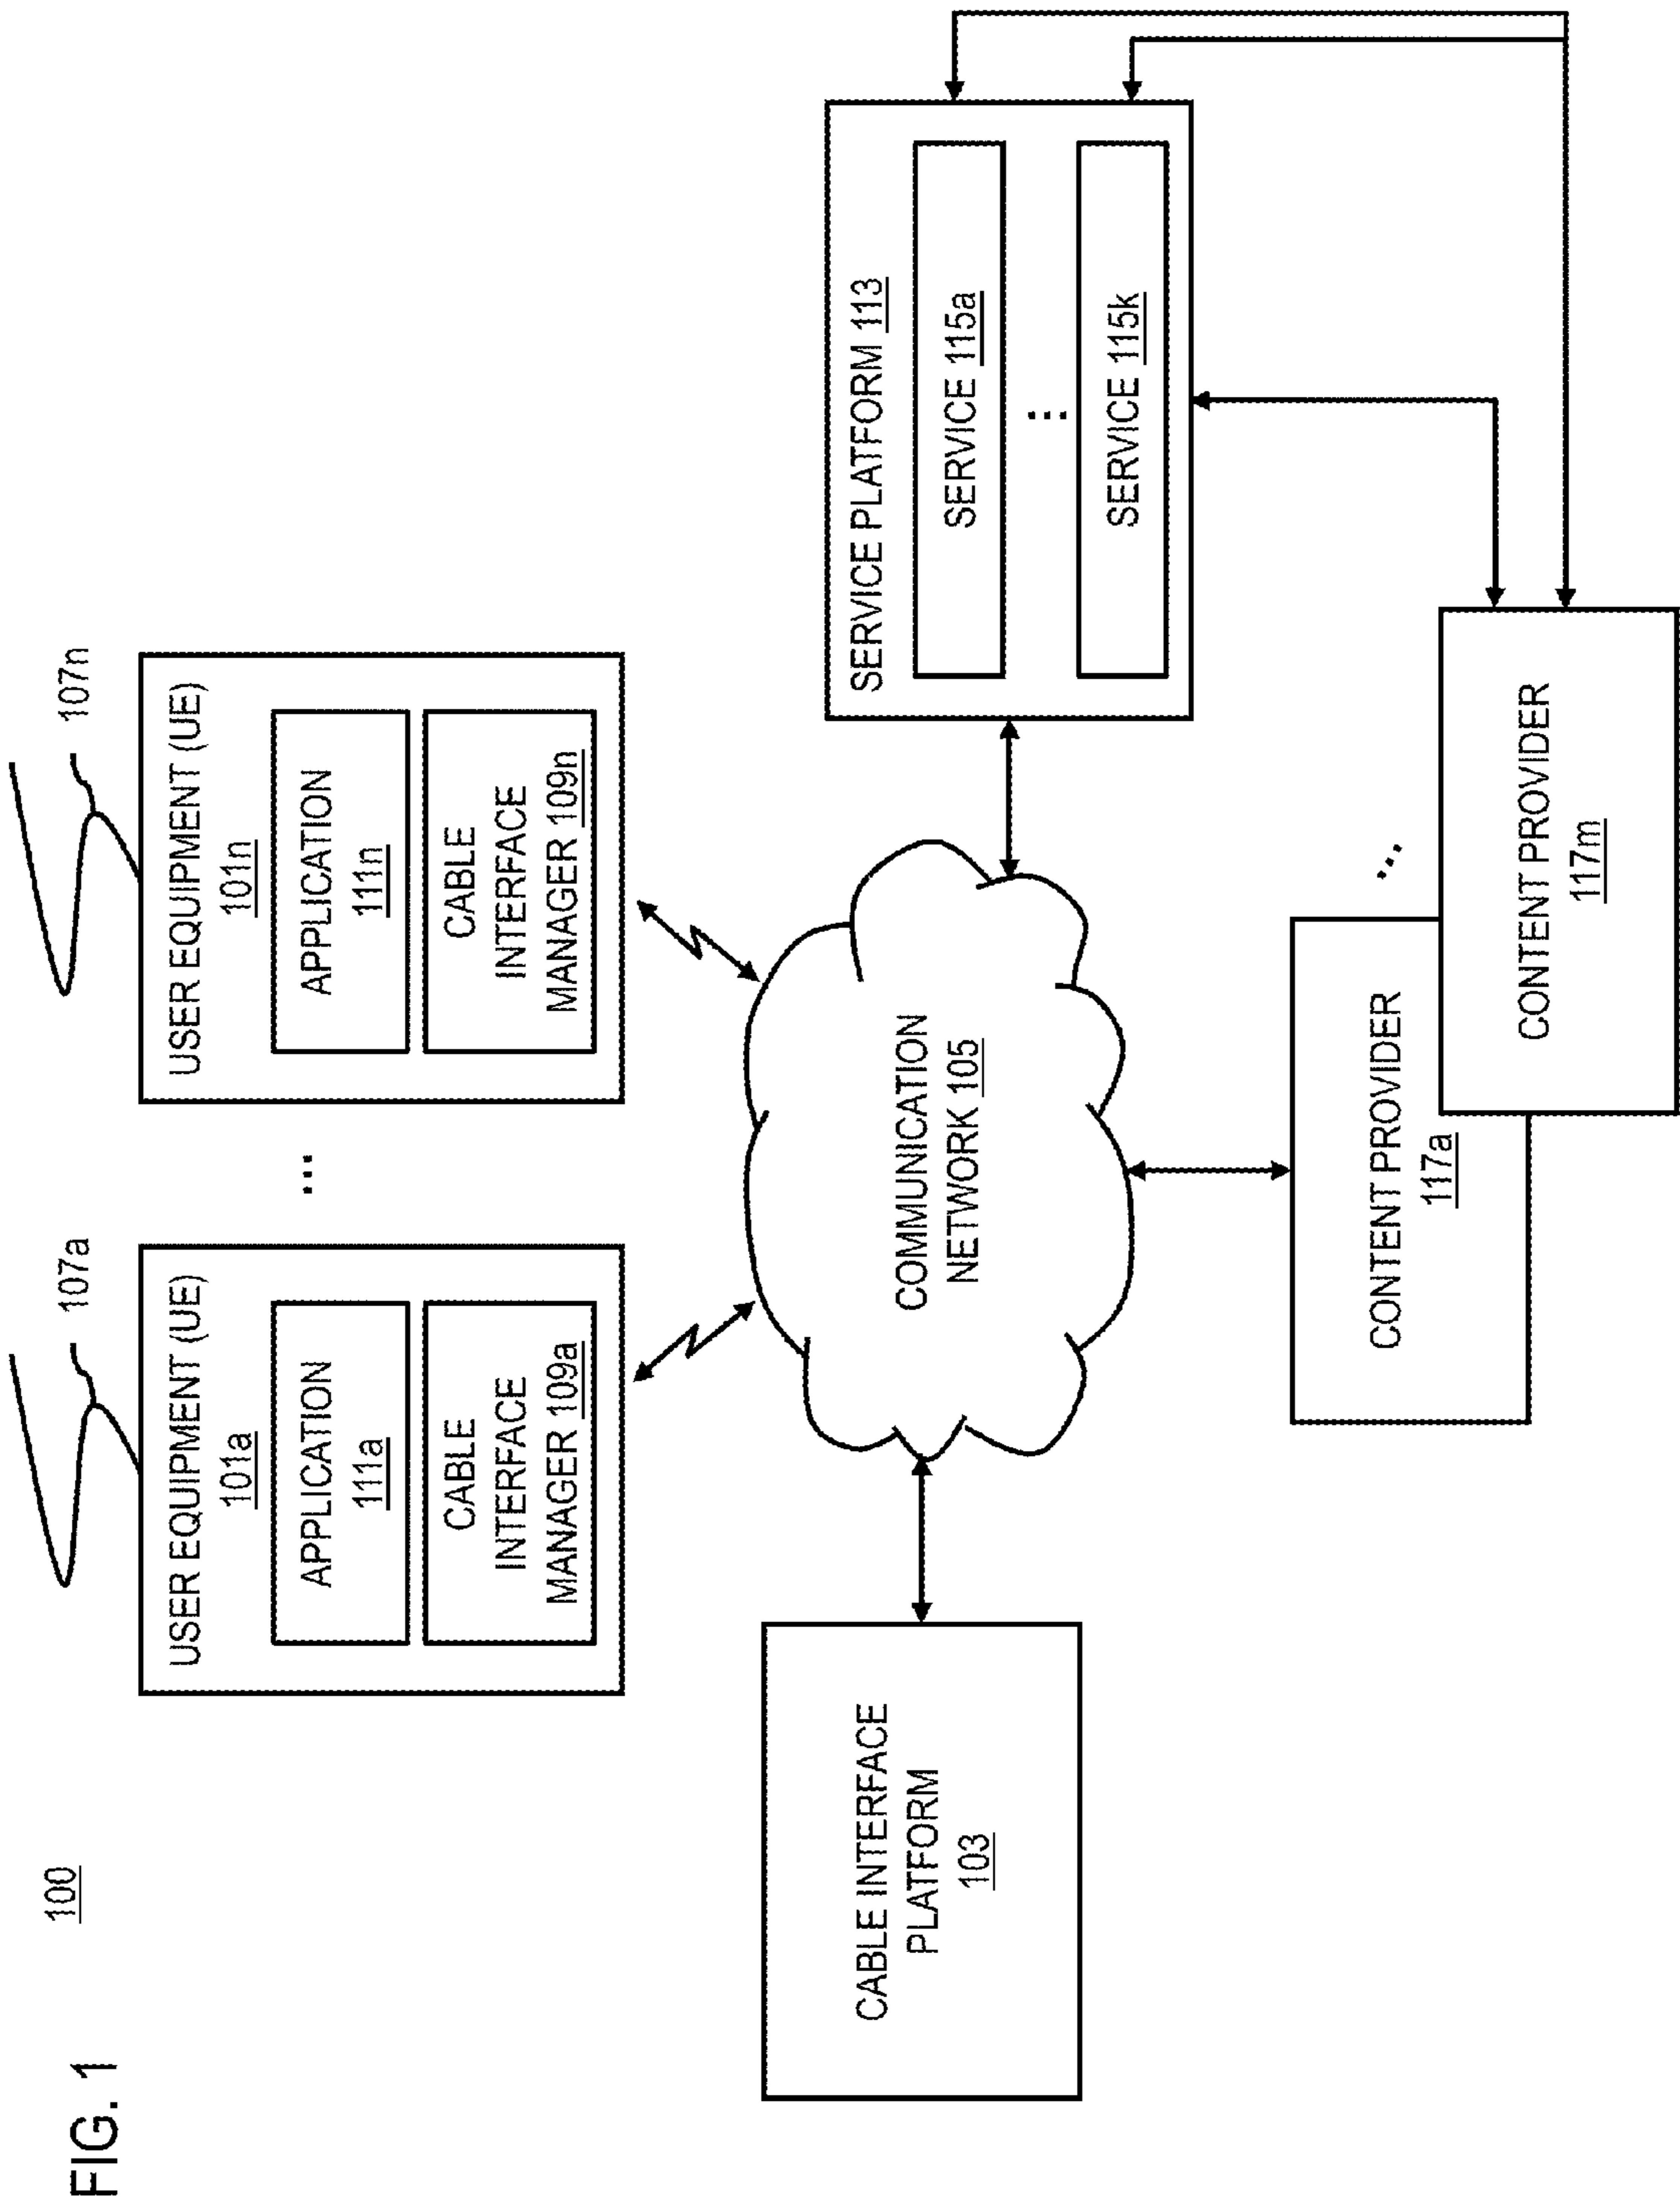 FIG. 1
100
107a
107n
USER EQUIPMENT (UE)
101a
APPLICATION
111a
CABLE
INTERFACE
MANAGER 109a
...
USER EQUIPMENT (UE)
101n
APPLICATION
111n
CABLE
INTERFACE
MANAGER 109n
CABLE INTERFACE
PLATFORM
103
COMMUNICATION
NETWORK 105
SERVICE PLATFORM 113
SERVICE 115a
...
SERVICE 115k
CONTENT PROVIDER
117a
...
CONTENT PROVIDER
117m